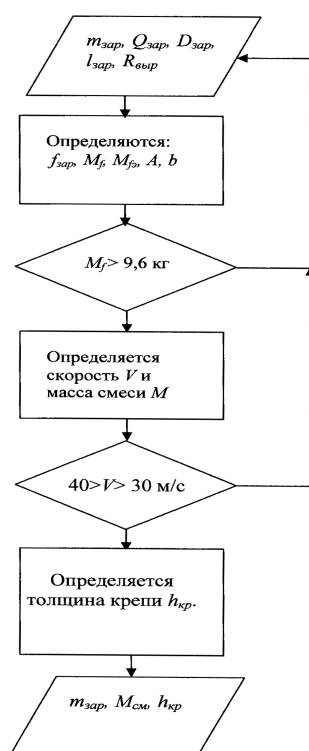 m_зар, Q_зар, D_зар,
l_зар, R_выр
Определяются:
f_зар, M_f, M_fэ, A, b
M_f > 9,6 кг
Определяется
скорость V и
масса смеси M
40>V> 30 м/с
Определяется
толщина крепи h_кр.
m_зар, M_см, h_кр